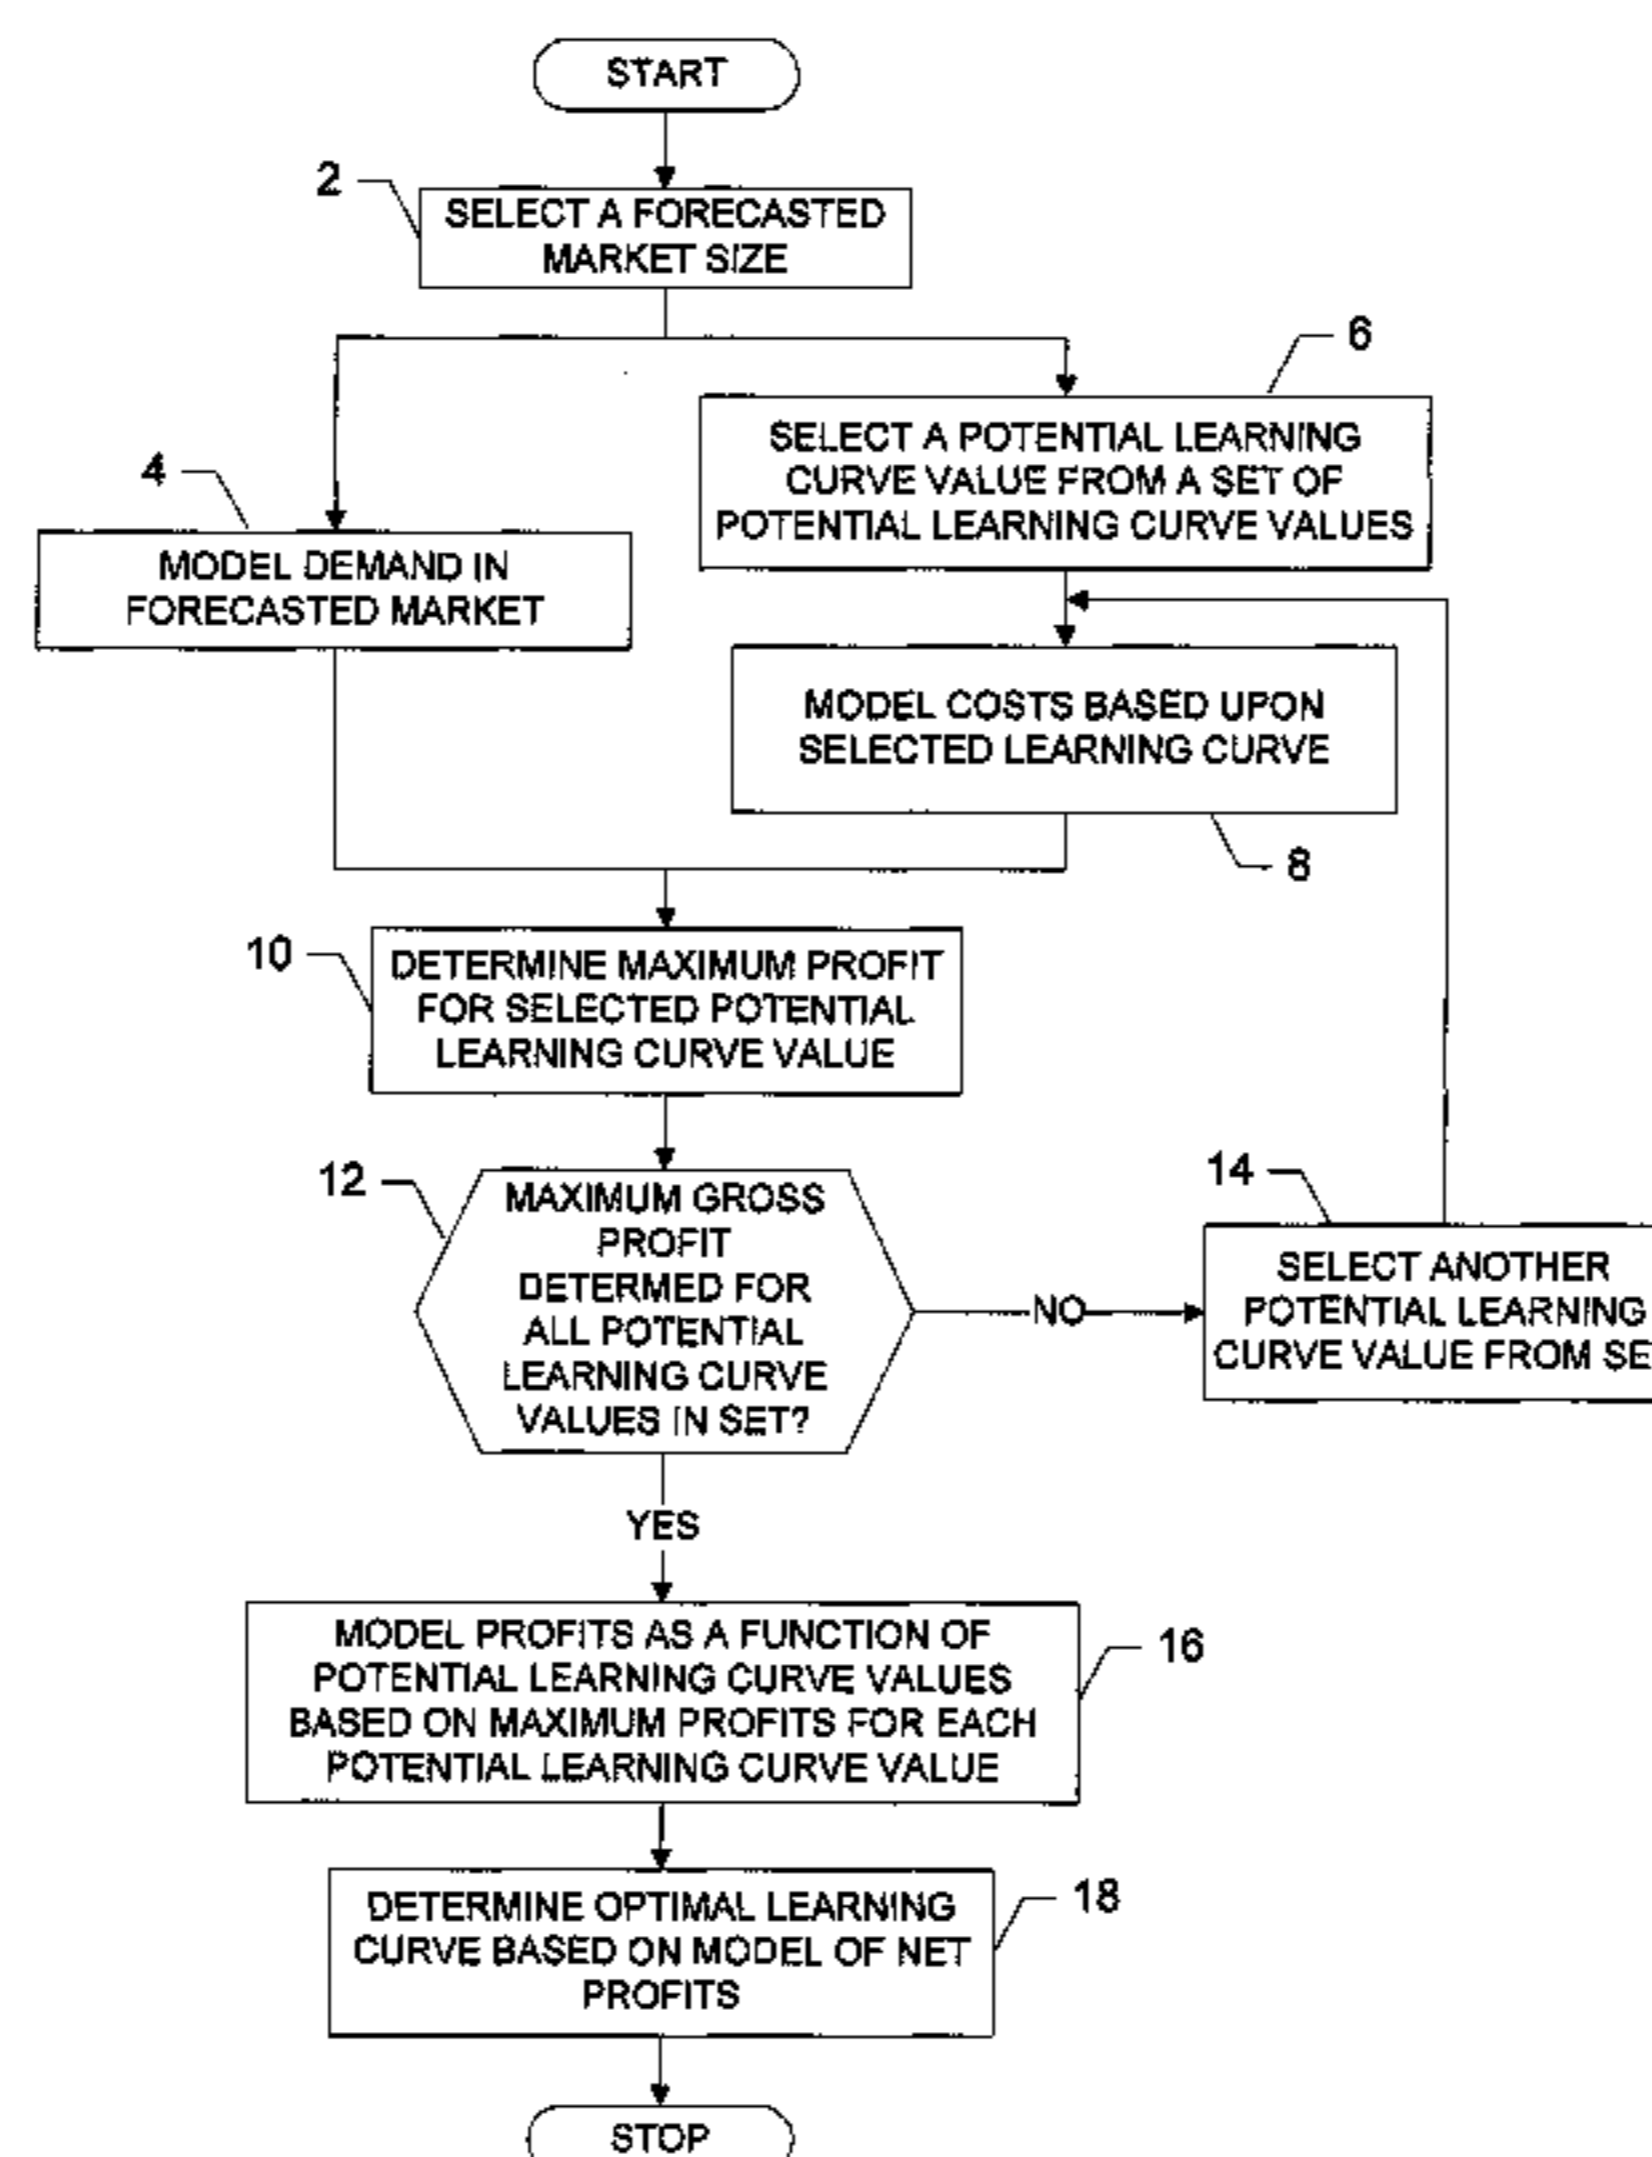 START
2
SELECT A FORECASTED
MARKET SIZE
6
SELECT A POTENTIAL LEARNING
CURVE VALUE FROM A SET OF
POTENTIAL LEARNING CURVE VALUES
4
MODEL DEMAND IN
FORECASTED MARKET
MODEL COSTS BASED UPON
SELECTED LEARNING CURVE
8
10
DETERMINE MAXIMUM PROFIT
FOR SELECTED POTENTIAL
LEARNING CURVE VALUE
12
MAXIMUM GROSS
PROFIT
DETERMED FOR
ALL POTENTIAL
LEARNING CURVE
VALUES IN SET?
NO
14
SELECT ANOTHER
POTENTIAL LEARNING
CURVE VALUE FROM SE
YES
MODEL PROFITS AS A FUNCTION OF
POTENTIAL LEARNING CURVE VALUES
BASED ON MAXIMUM PROFITS FOR EACH
POTENTIAL LEARNING CURVE VALUE
16
DETERMINE OPTIMAL LEARNING
CURVE BASED ON MODEL OF NET
PROFITS
18
STOP